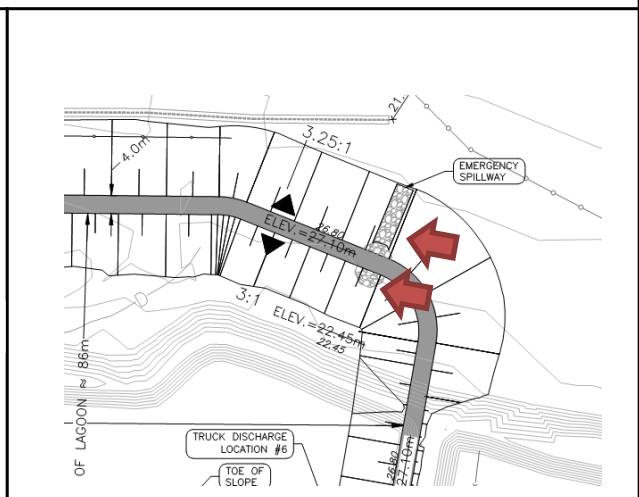 21.
3.25:1
4.0m
EMERGENCY
SPILLWAY
26.80
ELEV.=27.10m
3:1
ELEV.=22.45m
22.45
OF LAGOON ≈ 86m
TRUCK DISCHARGE
LOCATION #6
TOE OF
SLOPE
26.80
27.10m